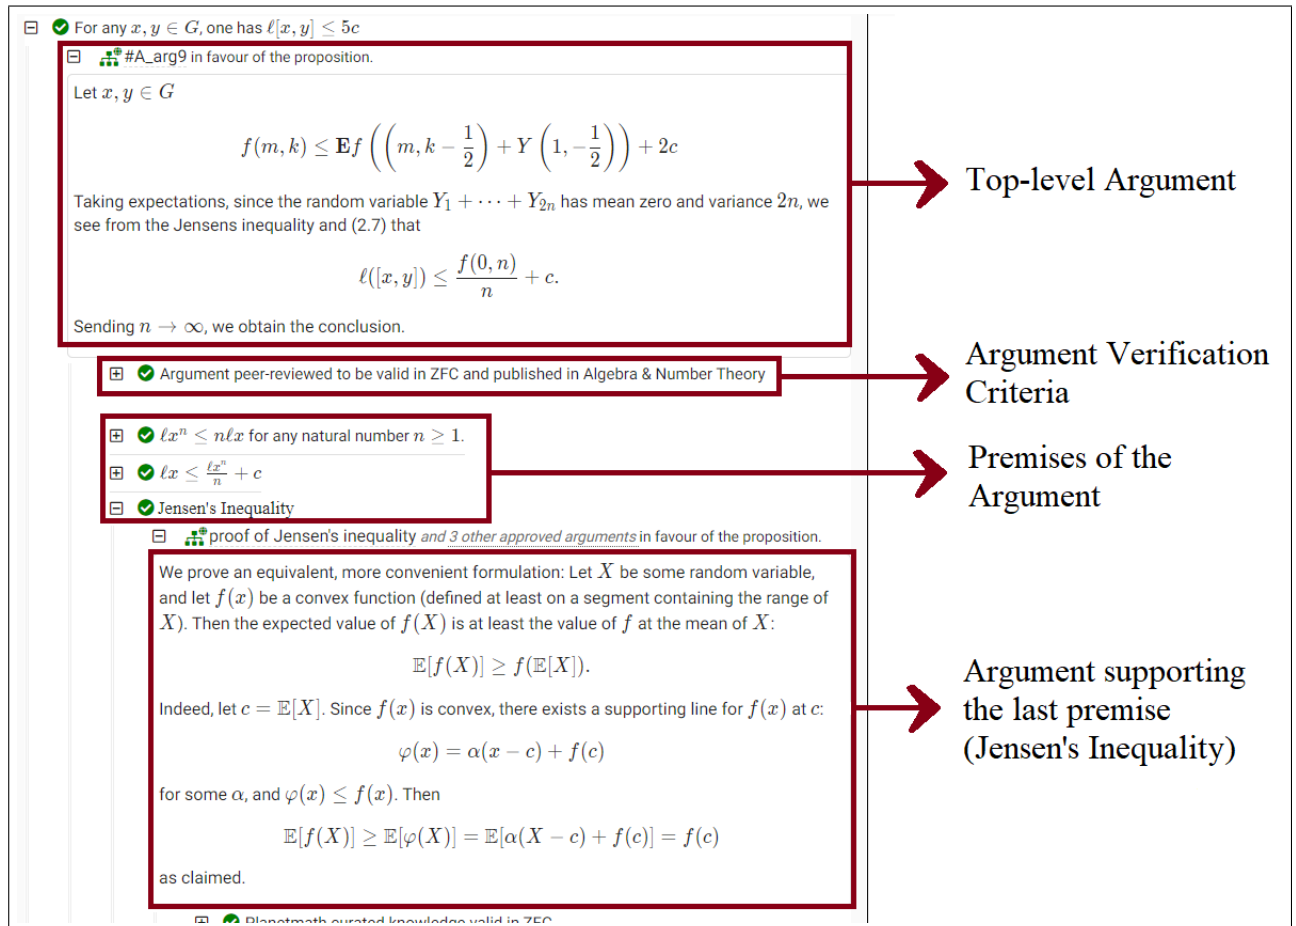 For any x, y ∈ G, one has ℓ[x, y] ≤ 5c
#A_arg9 in favour of the proposition.
Let x, y ∈ G
f(m, k) ≤ Ef((m, k − 1/2) + Y(1, −1/2)) + 2c
Top-level Argument
Taking expectations, since the random variable Y₁ + ⋯ + Y₂ₙ has mean zero and variance 2n, we
see from the Jensens inequality and (2.7) that
ℓ([x, y]) ≤ f(0, n)/n + c.
Sending n → ∞, we obtain the conclusion.
Argument peer-reviewed to be valid in ZFC and published in Algebra & Number Theory
Argument Verification
Criteria
ℓxⁿ ≤ nℓx for any natural number n ≥ 1.
ℓx ≤ ℓxⁿ/n + c
Jensen's Inequality
Premises of the
Argument
proof of Jensen's inequality and 3 other approved arguments in favour of the proposition.
We prove an equivalent, more convenient formulation: Let X be some random variable,
and let f(x) be a convex function (defined at least on a segment containing the range of
X). Then the expected value of f(X) is at least the value of f at the mean of X:
𝔼[f(X)] ≥ f(𝔼[X]).
Indeed, let c = 𝔼[X]. Since f(x) is convex, there exists a supporting line for f(x) at c:
φ(x) = α(x − c) + f(c)
for some α, and φ(x) ≤ f(x). Then
𝔼[f(X)] ≥ 𝔼[φ(X)] = 𝔼[α(X − c) + f(c)] = f(c)
as claimed.
Argument supporting
the last premise
(Jensen's Inequality)
Planetmath curated knowledge valid in ZFC